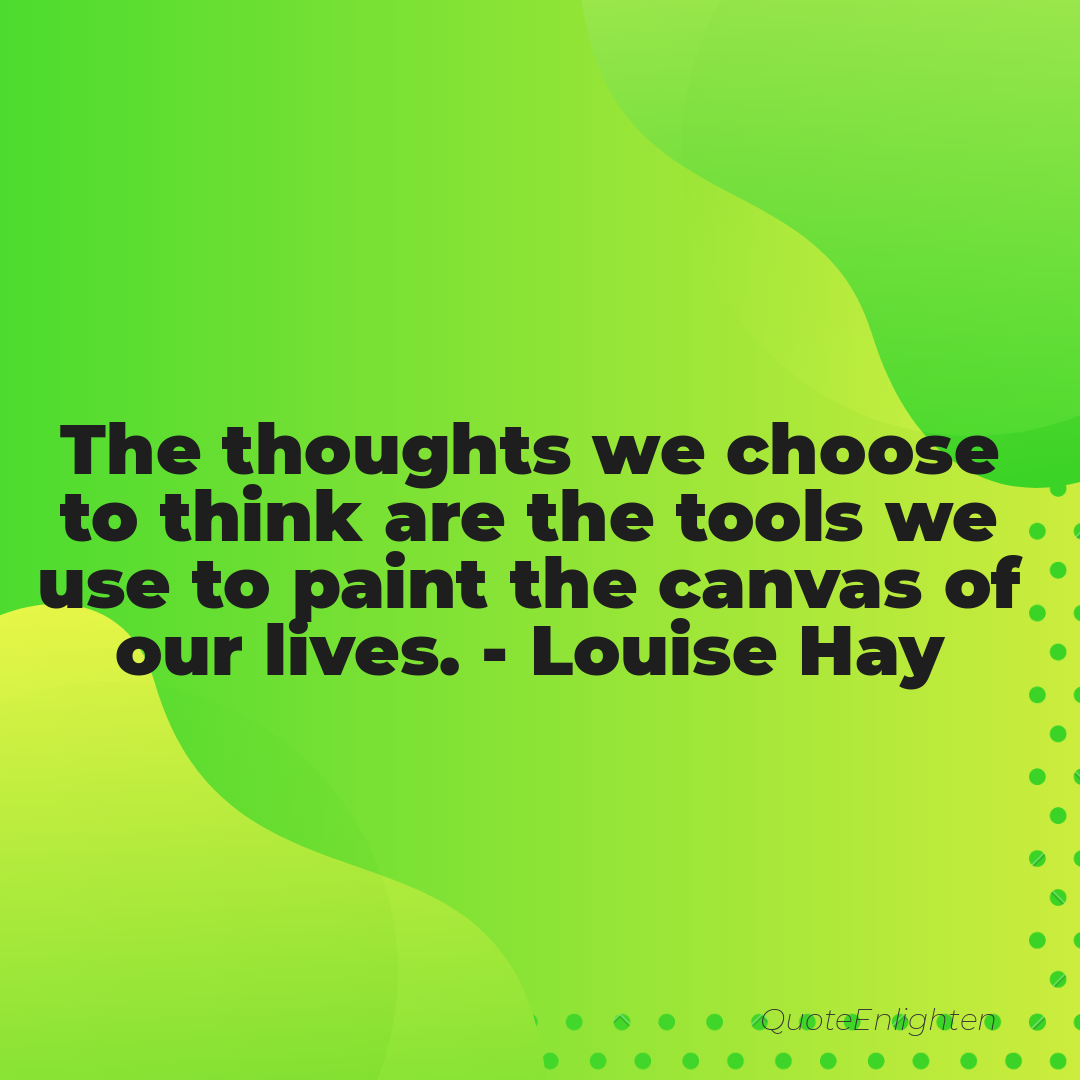 The thoughts we choose
to think are the tools we
use to paint the canvas of
our lives. - Louise Hay
QuoteEnlighten